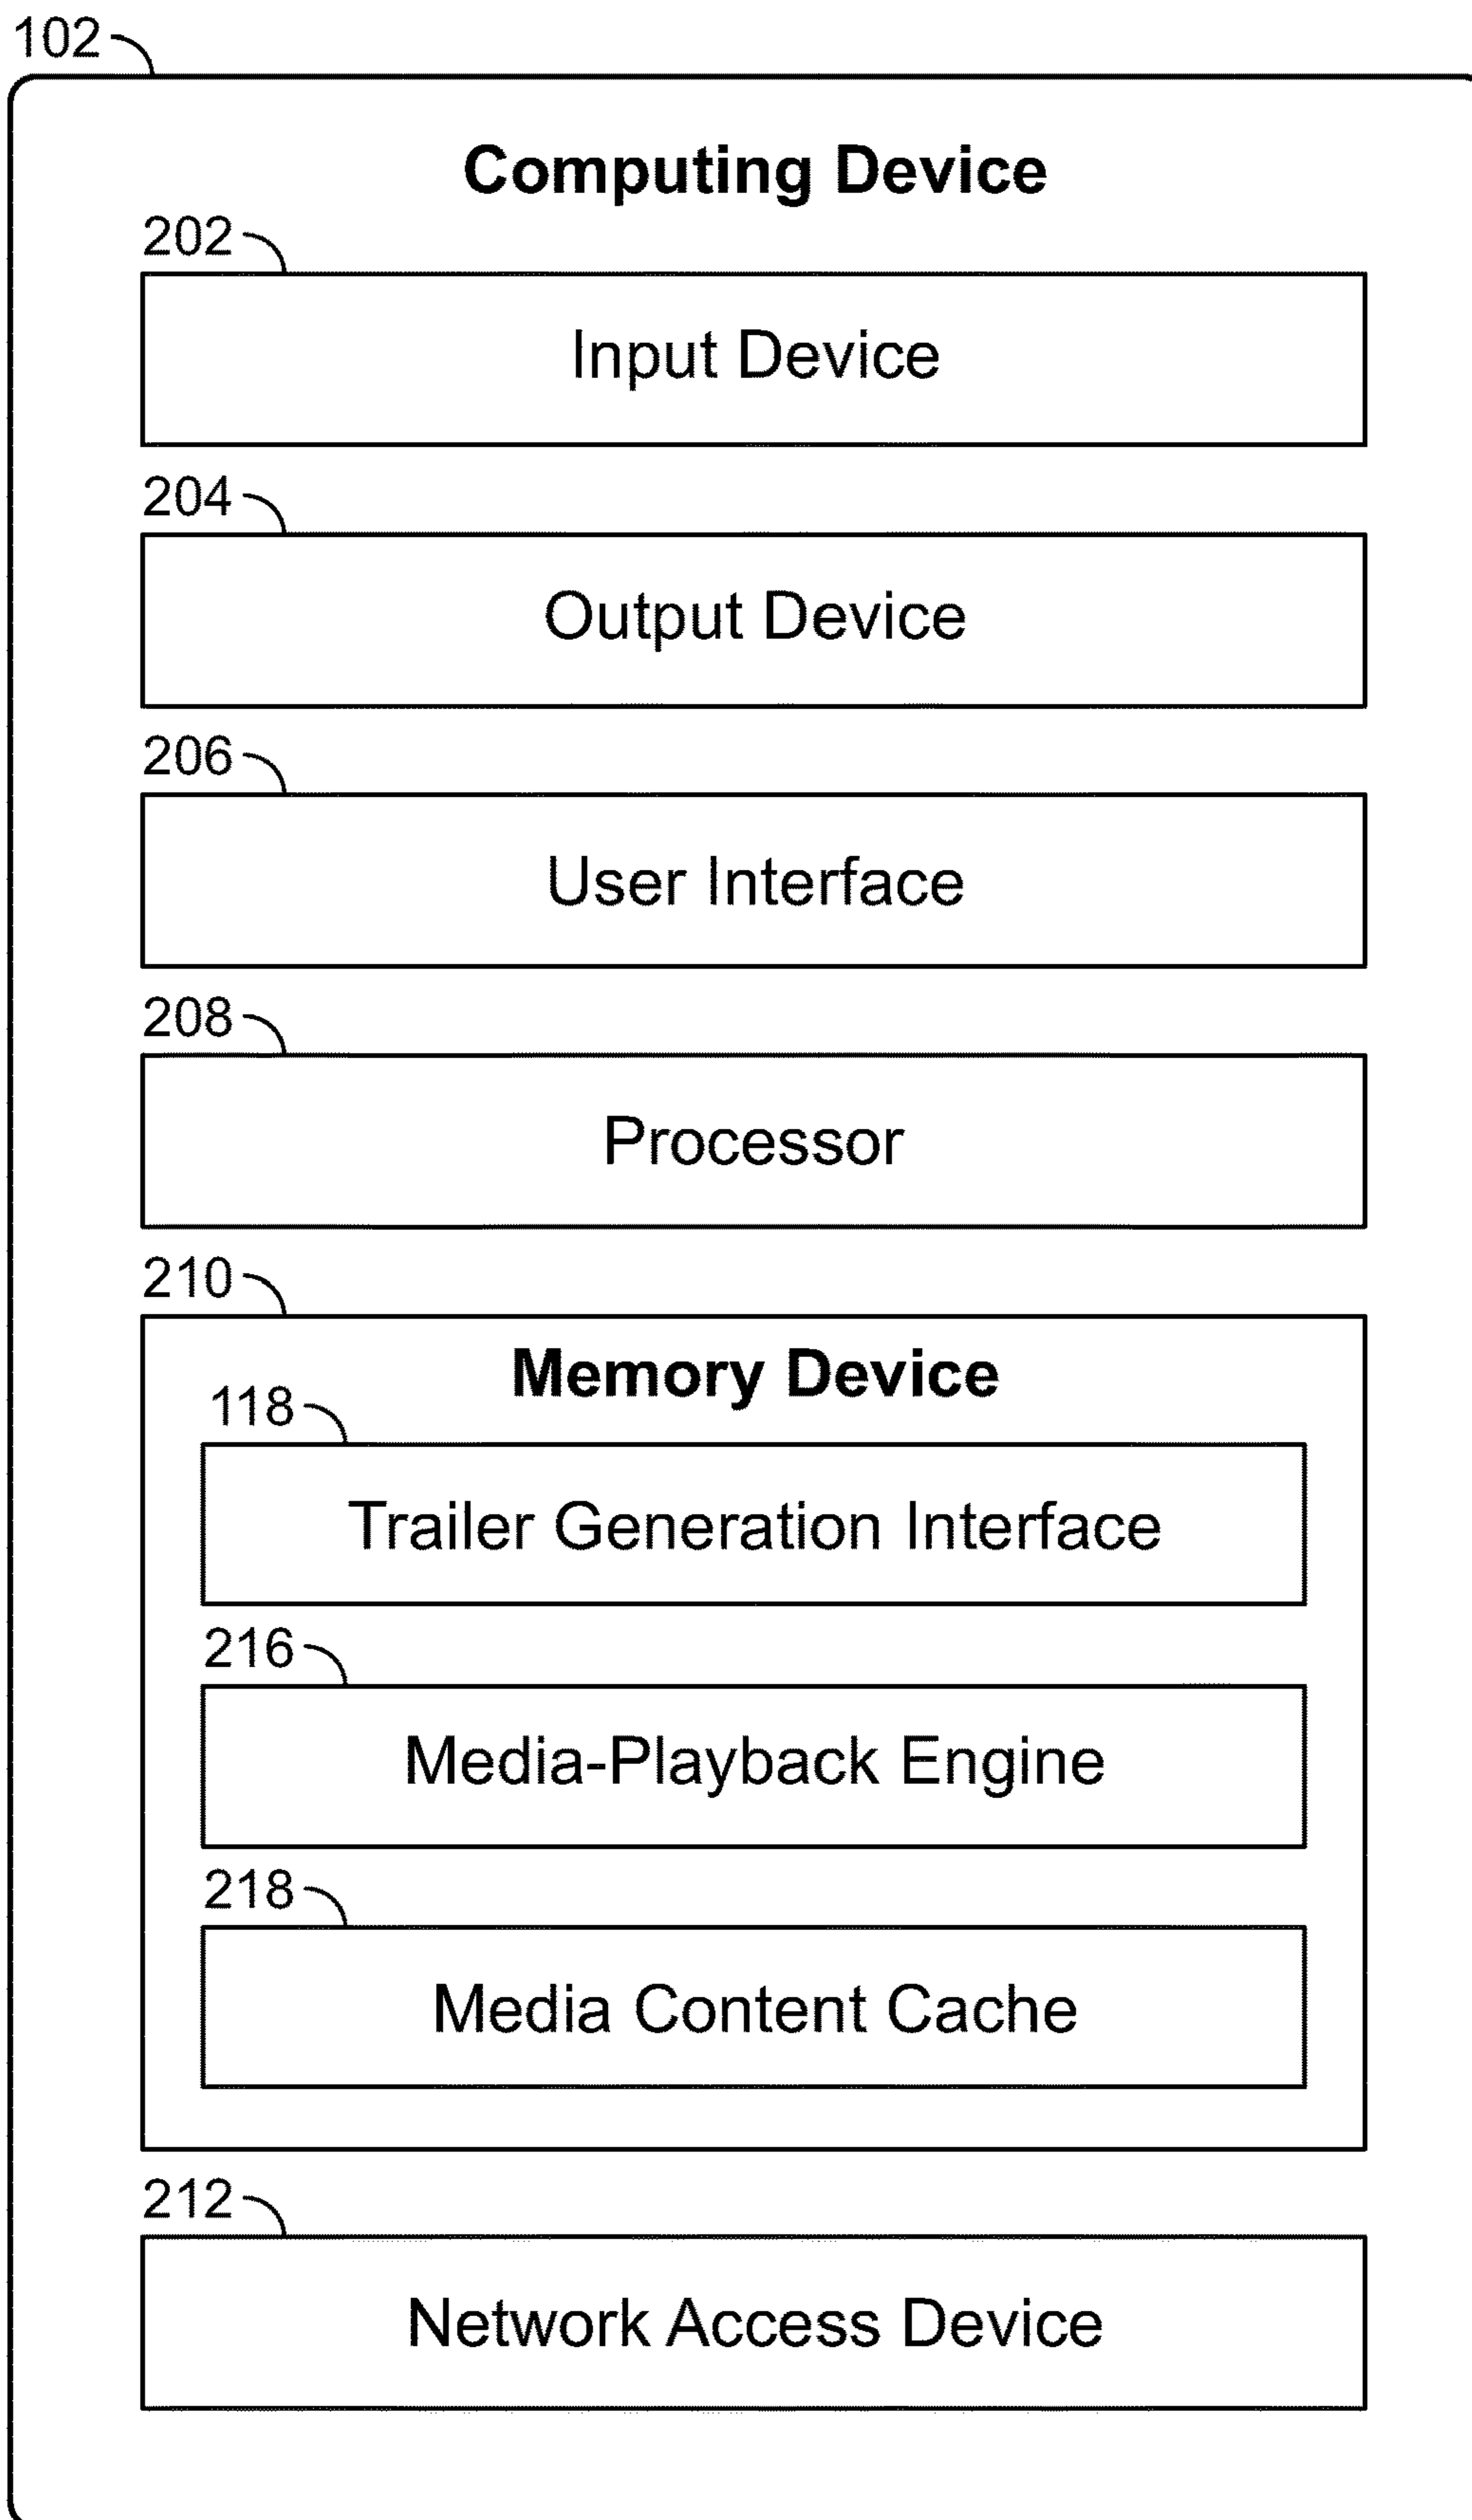 102
Computing Device
202
Input Device
204
Output Device
206
User Interface
208
Processor
210
Memory Device
118
Trailer Generation Interface
216
Media-Playback Engine
218
Media Content Cache
212
Network Access Device